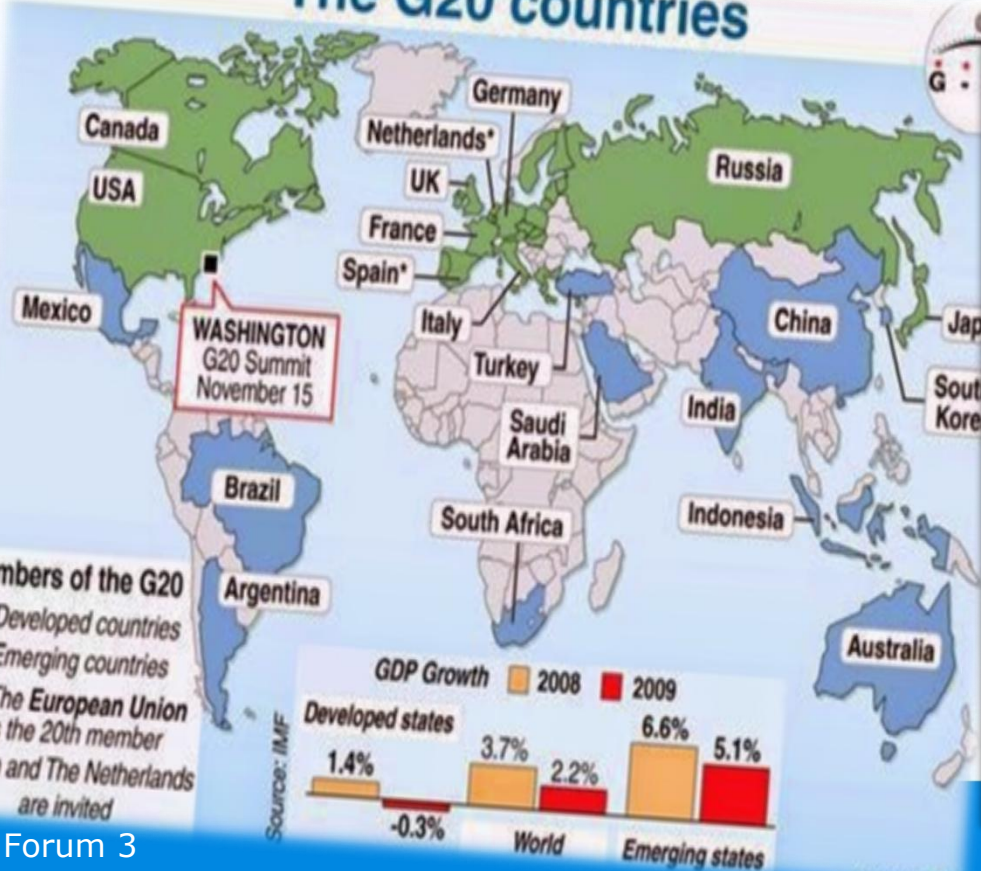 The G20 countries
G
Germany
Netherlands*
Canada
Russia
UK
USA
France
Spain*
Mexico
Italy
China
Jap
WASHINGTON
G20 Summit
November 15
Turkey
Sout
Kore
India
Saudi
Arabia
Brazil
South Africa
Indonesia
Argentina
Australia
mbers of the G20
Developed countries
Emerging countries
he European Union
the 20th member
and The Netherlands
are invited
GDP Growth 2008 2009
Developed states
1.4%
-0.3%
3.7%
2.2%
World
6.6%
5.1%
Emerging states
Source: IMF
Forum 3